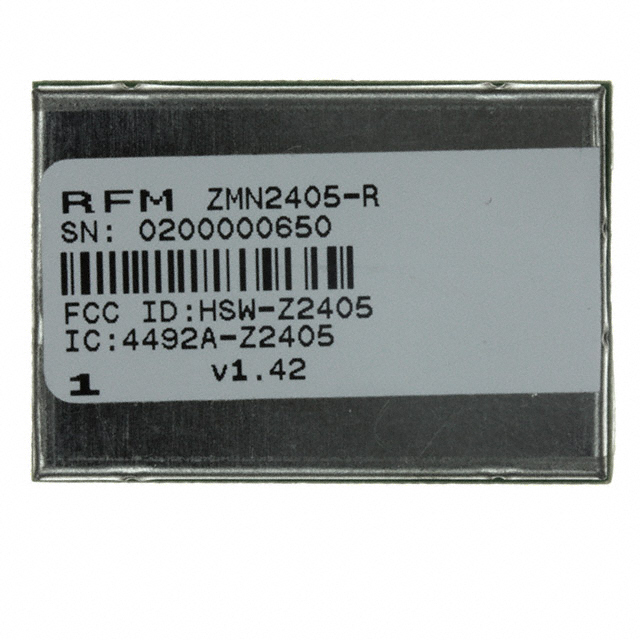 RFM ZMN2405-R
SN: 0200000650
FCC ID:HSW-Z2405
IC:4492A-Z2405
1 v1.42